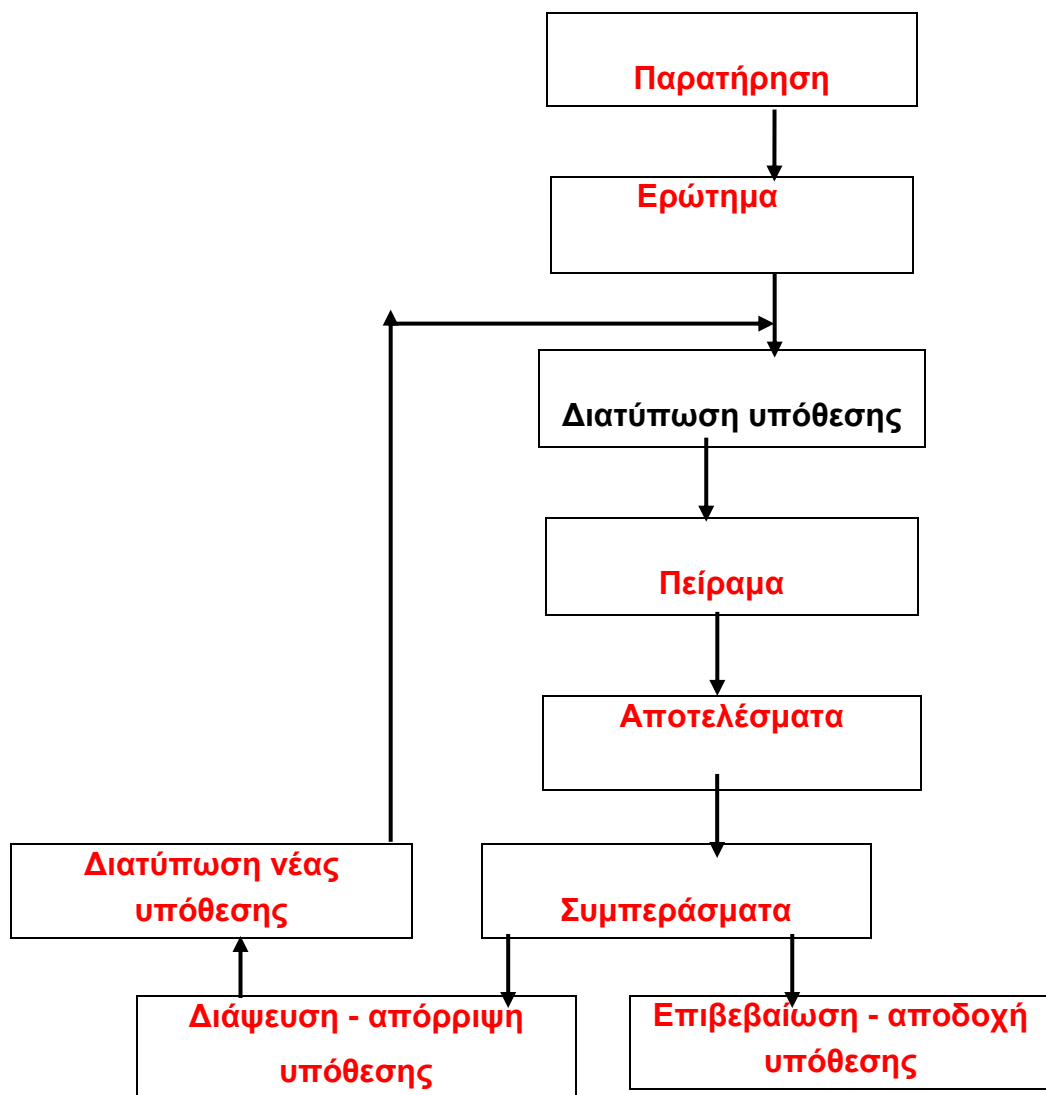 Παρατήρηση
Ερώτημα
Διατύπωση υπόθεσης
Πείραμα
Αποτελέσματα
Διατύπωση νέας
υπόθεσης
Συμπεράσματα
Διάψευση - απόρριψη
υπόθεσης
Επιβεβαίωση - αποδοχή
υπόθεσης